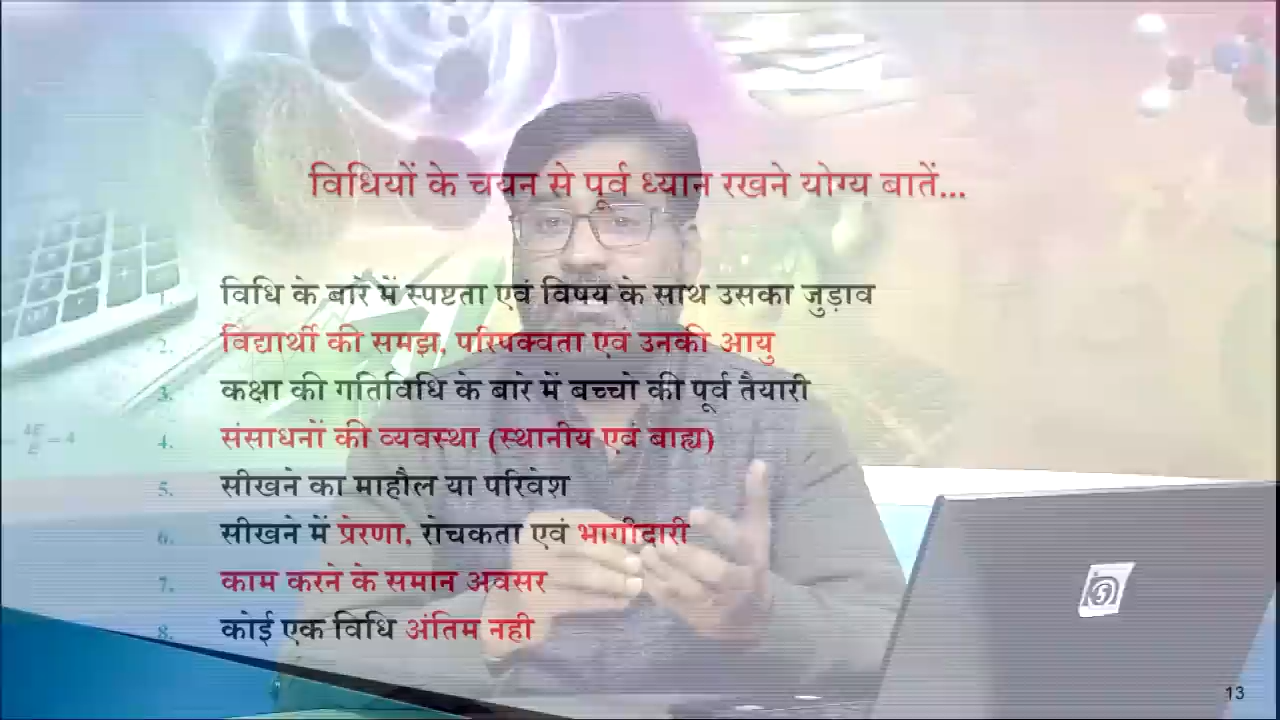 विधियों के चयन से पूर्व ध्यान रखने योग्य बातें...
1. विधि के बारे में स्पष्टता एवं विषय के साथ उसका जुड़ाव
2. विद्यार्थी की समझ, परिपक्वता एवं उनकी आयु
3. कक्षा की गतिविधि के बारे में बच्चो की पूर्व तैयारी
4. संसाधनों की व्यवस्था (स्थानीय एवं बाह्य)
5. सीखने का माहौल या परिवेश
6. सीखने में प्रेरणा, रोचकता एवं भागीदारी
7. काम करने के समान अवसर
8. कोई एक विधि अंतिम नही
13